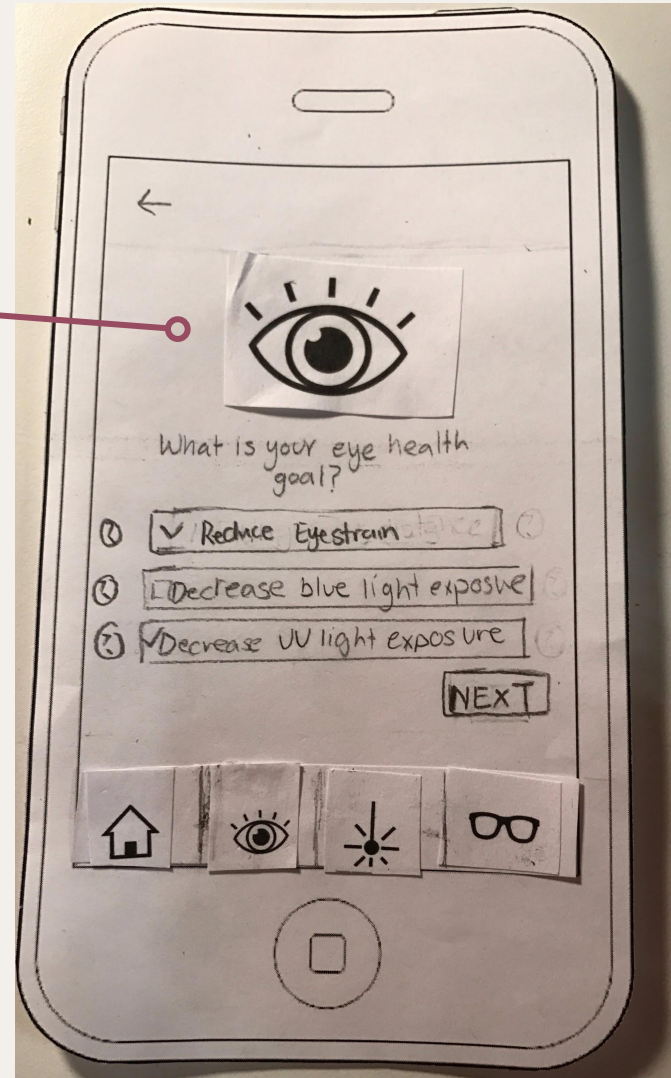 What is your eye health
goal?
Reduce Eyestrain
Decrease blue light exposure
Decrease UV light exposure
NEXT